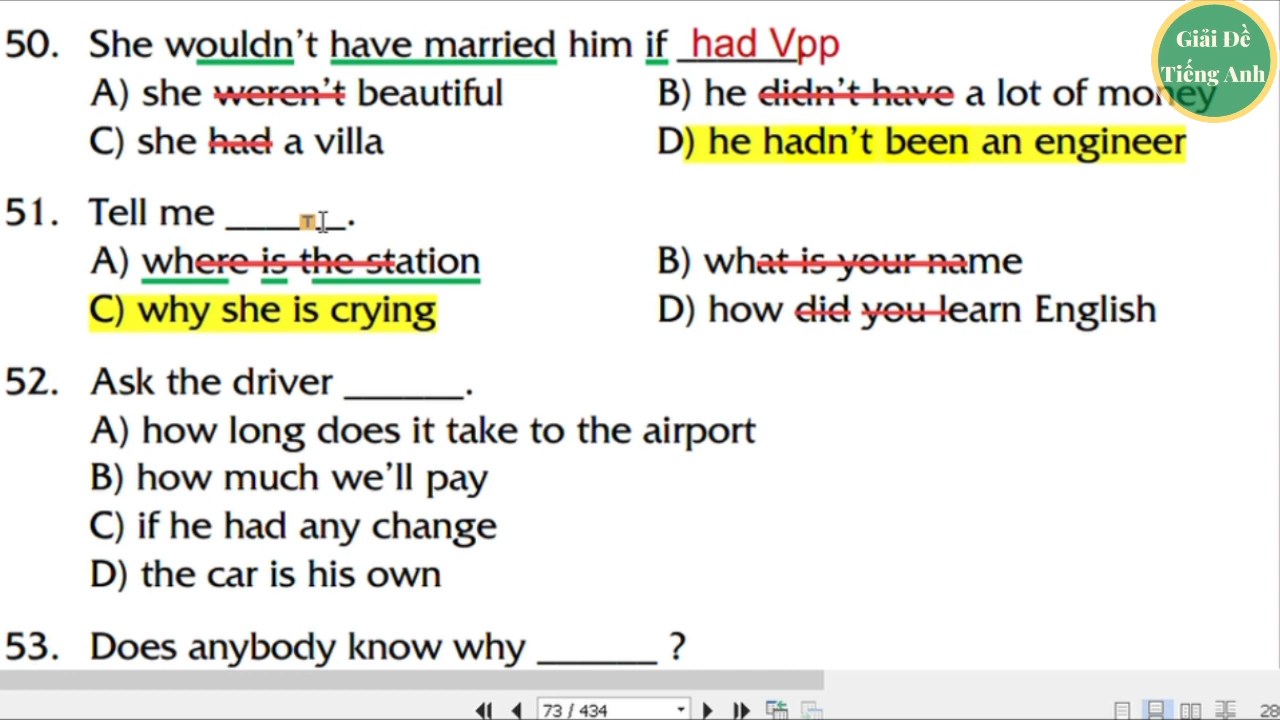 50. She wouldn't have married him if had Vpp
A) she weren't beautiful
B) he didn't have a lot of money
C) she had a villa
D) he hadn't been an engineer
51. Tell me ______.
A) where is the station
B) what is your name
C) why she is crying
D) how did you learn English
52. Ask the driver ______.
A) how long does it take to the airport
B) how much we'll pay
C) if he had any change
D) the car is his own
53. Does anybody know why ______ ?
Giải Đề
Tiếng Anh
73 / 434
28